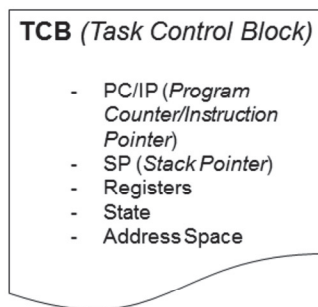 TCB (Task Control Block)
- PC/IP (Program
Counter/Instruction
Pointer)
- SP (Stack Pointer)
- Registers
- State
- Address Space